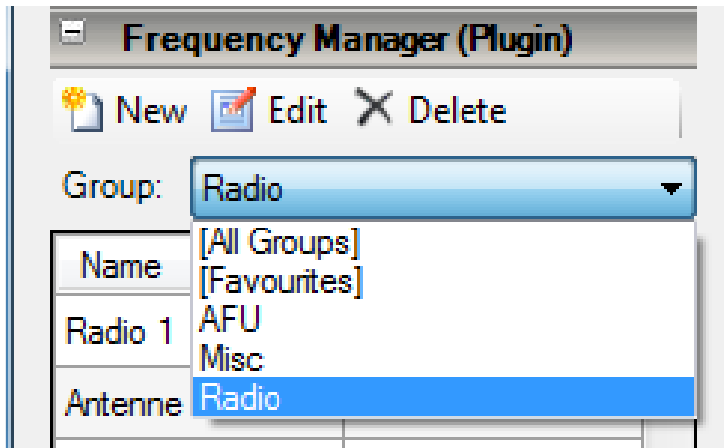 Frequency Manager (Plugin)
New Edit Delete
Group: Radio
[All Groups]
Name [Favourites]
Radio 1 AFU
Misc
Antenne Radio